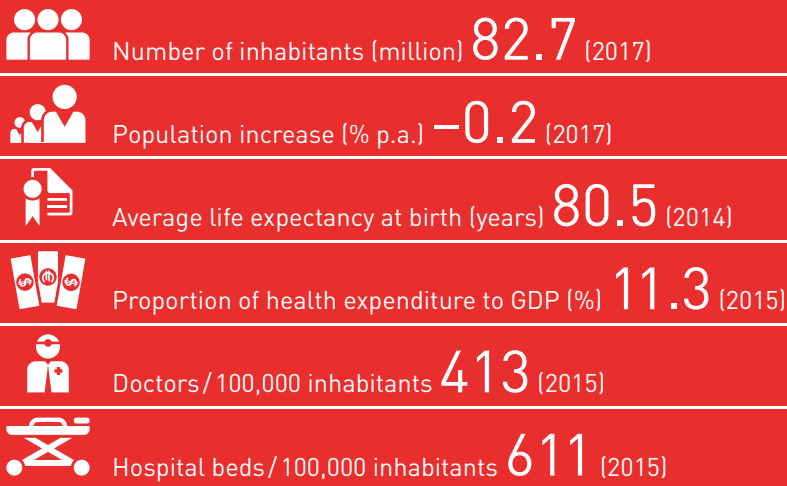 Number of inhabitants (million) 82.7 (2017)
Population increase (% p.a.) –0.2 (2017)
Average life expectancy at birth (years) 80.5 (2014)
Proportion of health expenditure to GDP (%) 11.3 (2015)
Doctors/100,000 inhabitants 413 (2015)
Hospital beds/100,000 inhabitants 611 (2015)